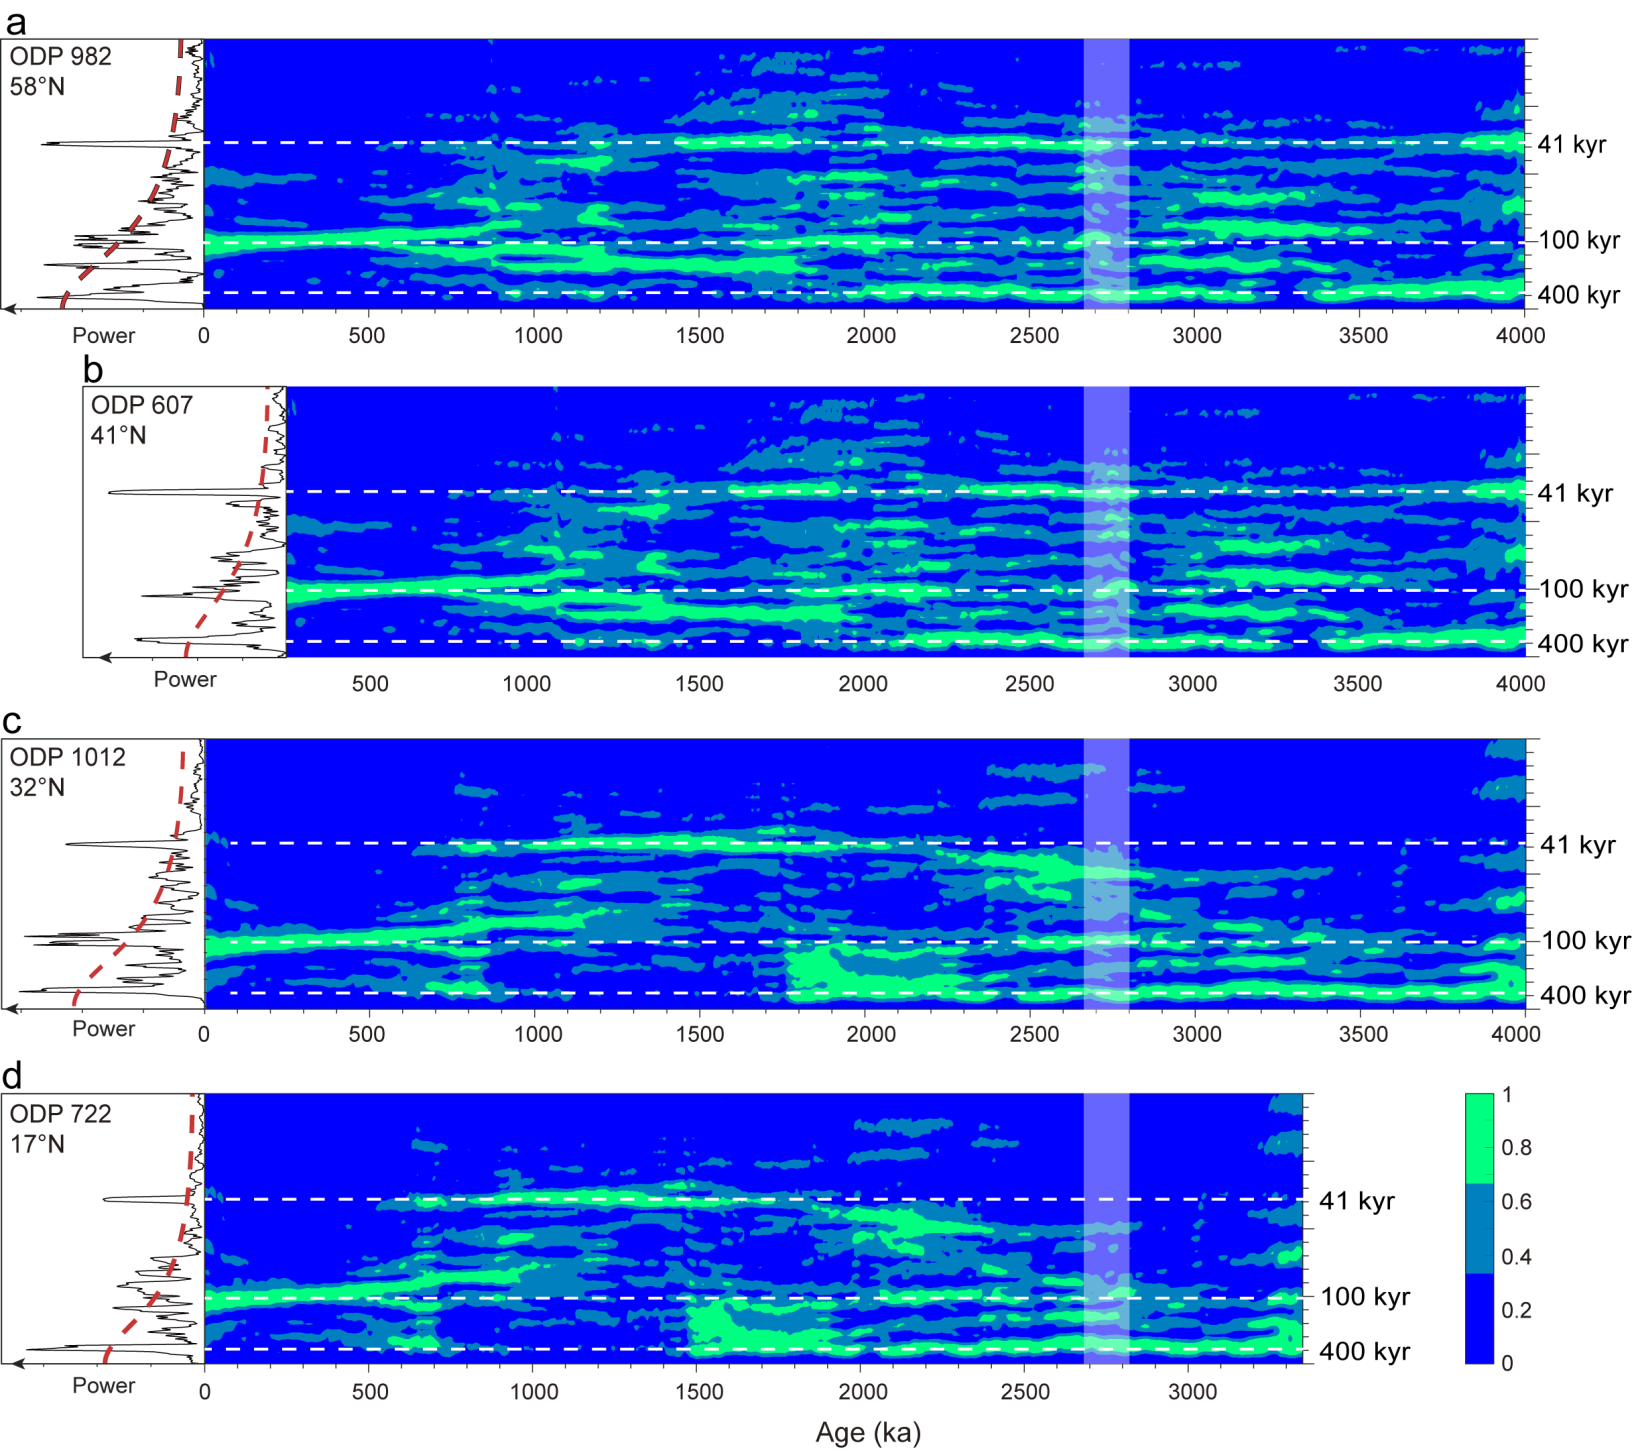 a
ODP 982
58°N
41 kyr
100 kyr
400 kyr
Power
0 500 1000 1500 2000 2500 3000 3500 4000
b
ODP 607
41°N
41 kyr
100 kyr
400 kyr
Power
500 1000 1500 2000 2500 3000 3500 4000
c
ODP 1012
32°N
41 kyr
100 kyr
400 kyr
Power
0 500 1000 1500 2000 2500 3000 3500 4000
d
ODP 722
17°N
41 kyr
100 kyr
400 kyr
Power
0 500 1000 1500 2000 2500 3000
1
0.8
0.6
0.4
0.2
0
Age (ka)